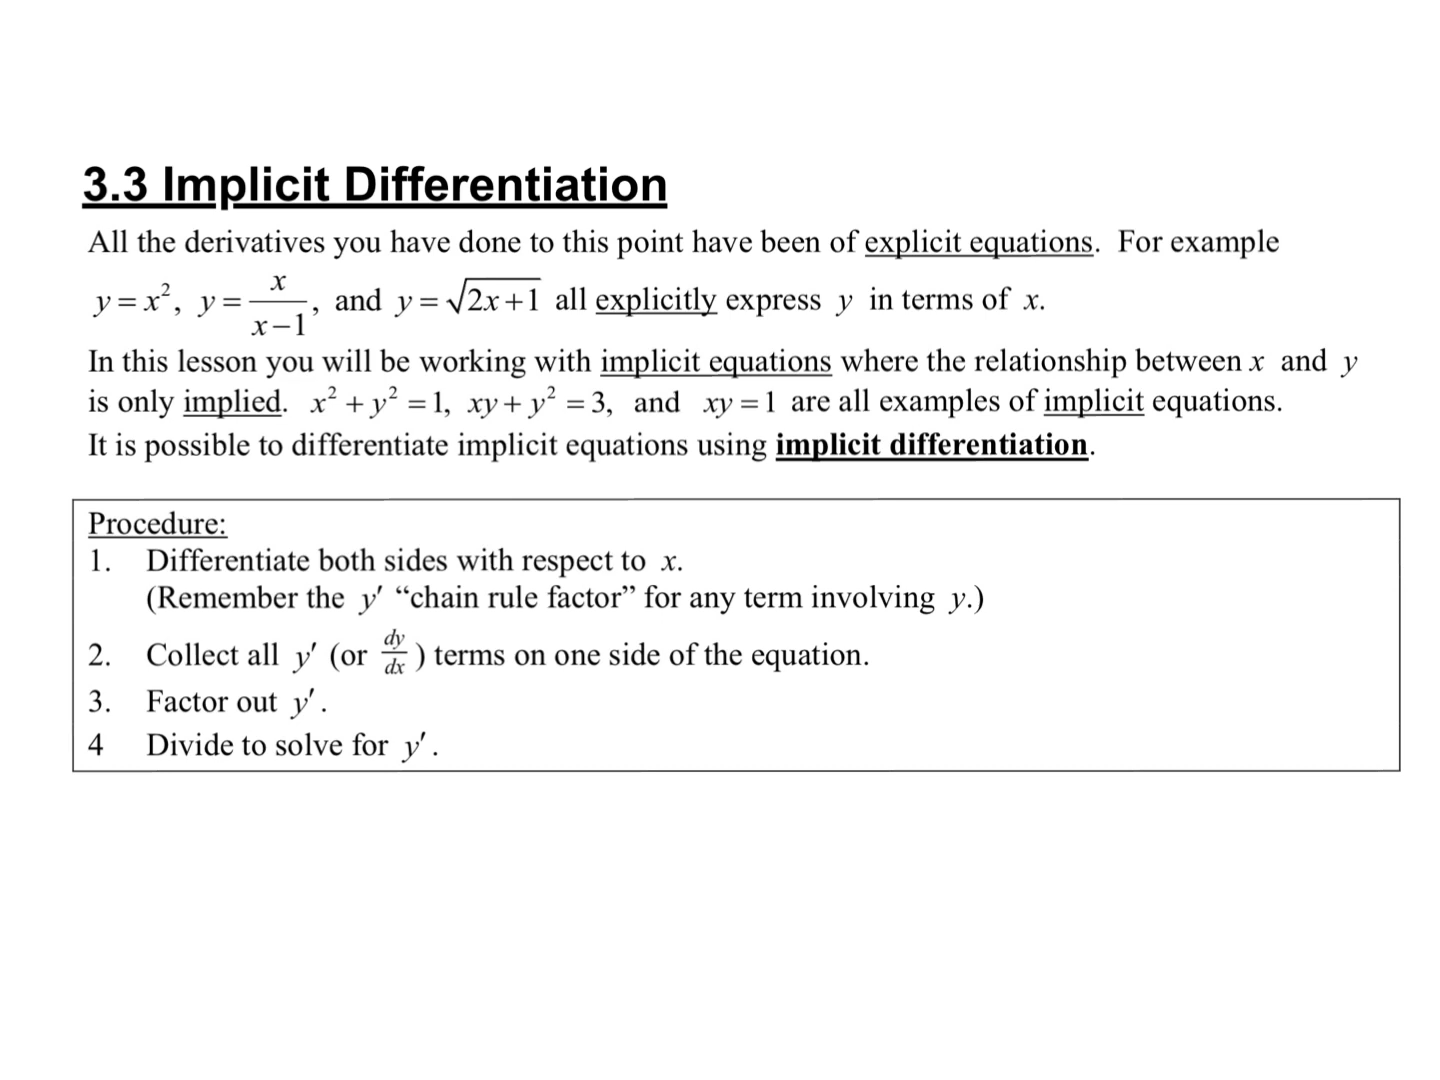 3.3 Implicit Differentiation
All the derivatives you have done to this point have been of explicit equations. For example
y = x², y = x/(x−1), and y = √(2x+1) all explicitly express y in terms of x.
In this lesson you will be working with implicit equations where the relationship between x and y
is only implied. x² + y² = 1, xy + y² = 3, and xy = 1 are all examples of implicit equations.
It is possible to differentiate implicit equations using implicit differentiation.
Procedure:
1. Differentiate both sides with respect to x.
(Remember the y′ “chain rule factor” for any term involving y.)
2. Collect all y′ (or dy/dx) terms on one side of the equation.
3. Factor out y′.
4 Divide to solve for y′.